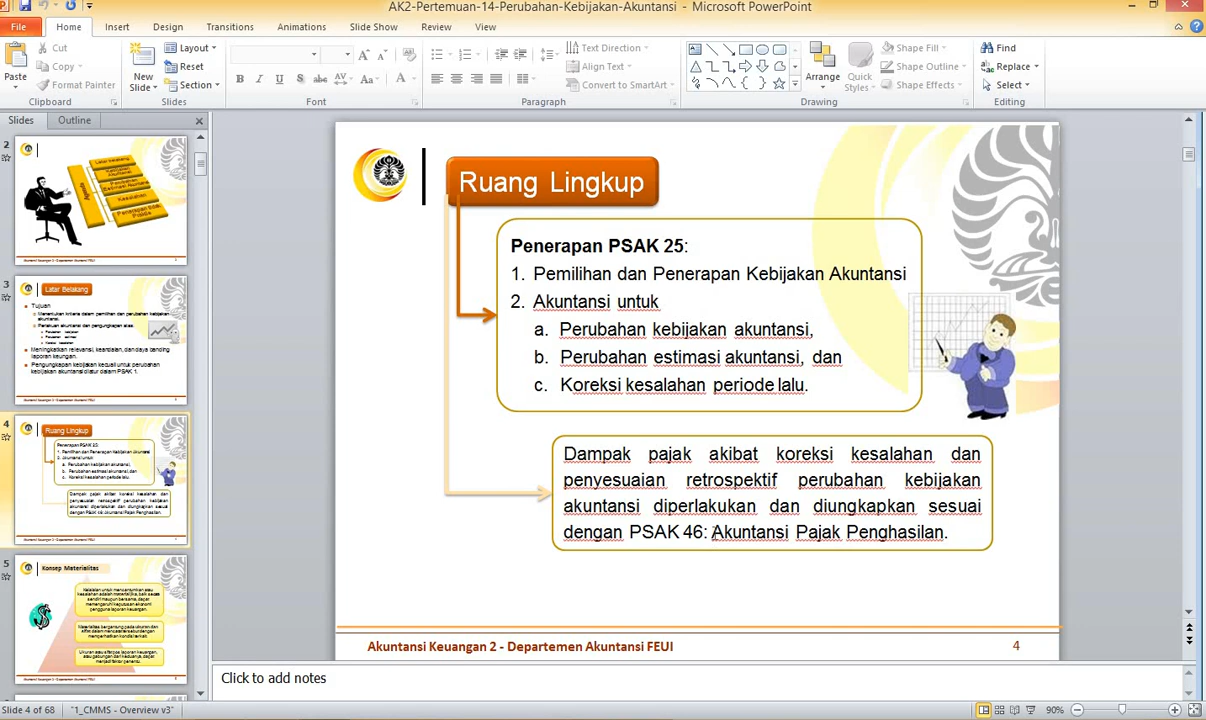 AK2-Pertemuan-14-Perubahan-Kebijakan-Akuntansi - Microsoft PowerPoint
File Home Insert Design Transitions Animations Slide Show Review View
Paste
Cut
Copy
Format Painter
Clipboard
New Slide
Layout
Reset
Section
Slides
Font
Paragraph
Text Direction
Align Text
Convert to SmartArt
Arrange
Quick Styles
Shape Fill
Shape Outline
Shape Effects
Drawing
Find
Replace
Select
Editing
Slides Outline
2
3
Latar Belakang
Tujuan
4
Ruang Lingkup
5
Konsep Materialitas
Ruang Lingkup
Penerapan PSAK 25:
1. Pemilihan dan Penerapan Kebijakan Akuntansi
2. Akuntansi untuk
a. Perubahan kebijakan akuntansi,
b. Perubahan estimasi akuntansi, dan
c. Koreksi kesalahan periode lalu.
Dampak pajak akibat koreksi kesalahan dan
penyesuaian retrospektif perubahan kebijakan
akuntansi diperlakukan dan diungkapkan sesuai
dengan PSAK 46: Akuntansi Pajak Penghasilan.
Akuntansi Keuangan 2 - Departemen Akuntansi FEUI 4
Click to add notes
Slide 4 of 68 "1_CMMS - Overview v3" 90%